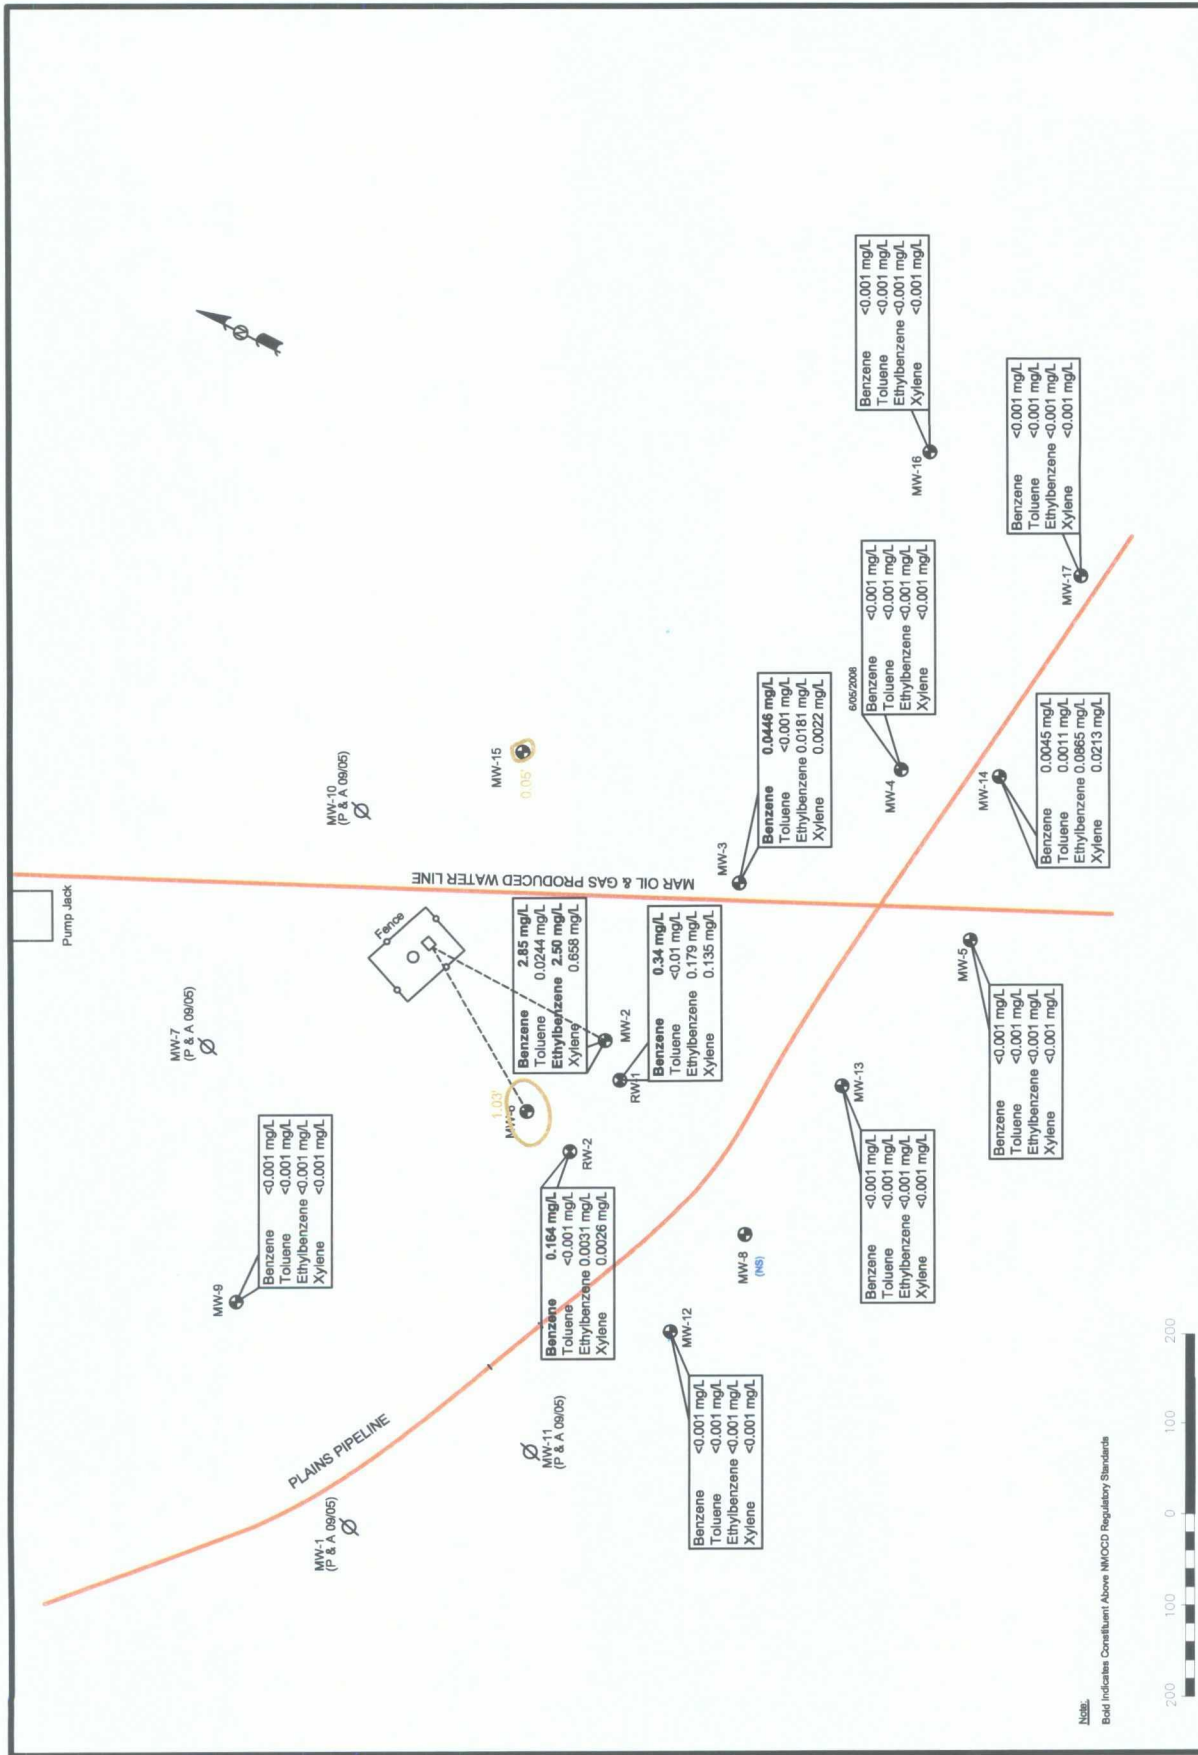 Pump Jack
MW-7
(P & A 09/05)
MW-10
(P & A 09/05)
Fence
MAR OIL & GAS PRODUCED WATER LINE
MW-15
0.05'
N
MW-9
Benzene <0.001 mg/L
Toluene <0.001 mg/L
Ethylbenzene <0.001 mg/L
Xylene <0.001 mg/L
PLAINS PIPELINE
MW-1
(P & A 09/05)
MW-11
(P & A 09/05)
1.03'
MW-6
Benzene 2.85 mg/L
Toluene 0.0244 mg/L
Ethylbenzene 2.50 mg/L
Xylene 0.658 mg/L
MW-2
RW-1
Benzene 0.34 mg/L
Toluene <0.01 mg/L
Ethylbenzene 0.179 mg/L
Xylene 0.135 mg/L
RW-2
Benzene 0.164 mg/L
Toluene <0.001 mg/L
Ethylbenzene 0.0031 mg/L
Xylene 0.0026 mg/L
MW-12
Benzene <0.001 mg/L
Toluene <0.001 mg/L
Ethylbenzene <0.001 mg/L
Xylene <0.001 mg/L
MW-8
(NS)
MW-3
Benzene 0.0446 mg/L
Toluene <0.001 mg/L
Ethylbenzene 0.0181 mg/L
Xylene 0.0022 mg/L
MW-13
Benzene <0.001 mg/L
Toluene <0.001 mg/L
Ethylbenzene <0.001 mg/L
Xylene <0.001 mg/L
MW-4
6/05/2008
Benzene <0.001 mg/L
Toluene <0.001 mg/L
Ethylbenzene <0.001 mg/L
Xylene <0.001 mg/L
MW-16
Benzene <0.001 mg/L
Toluene <0.001 mg/L
Ethylbenzene <0.001 mg/L
Xylene <0.001 mg/L
MW-5
Benzene <0.001 mg/L
Toluene <0.001 mg/L
Ethylbenzene <0.001 mg/L
Xylene <0.001 mg/L
MW-14
Benzene 0.0045 mg/L
Toluene 0.0011 mg/L
Ethylbenzene 0.0865 mg/L
Xylene 0.0213 mg/L
MW-17
Benzene <0.001 mg/L
Toluene <0.001 mg/L
Ethylbenzene <0.001 mg/L
Xylene <0.001 mg/L
Note:
Bold Indicates Constituent Above NMOCD Regulatory Standards
200 100 0 100 200